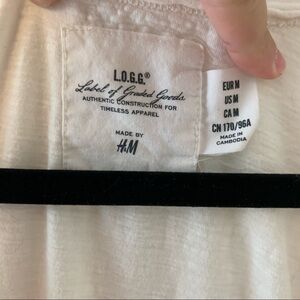 L.O.G.G.®
Label of Graded Goods
AUTHENTIC CONSTRUCTION FOR
TIMELESS APPAREL
MADE BY
H&M
EUR M
US M
CA M
CN 170/96A
MADE IN
CAMBODIA